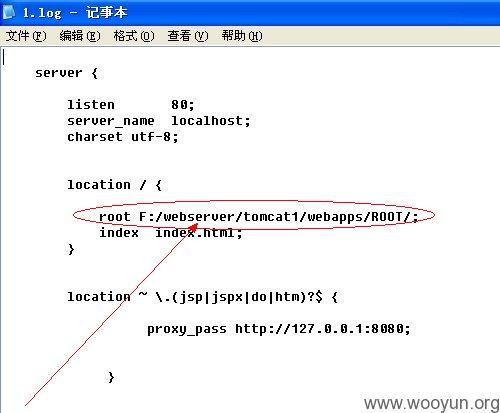 1.log - 记事本
文件(F) 编辑(E) 格式(O) 查看(V) 帮助(H)
server {
listen 80;
server_name localhost;
charset utf-8;
location / {
root F:/webserver/tomcat1/webapps/ROOT/;
index index.html;
}
location ~ \.(jsp|jspx|do|htm)?$ {
proxy_pass http://127.0.0.1:8080;
}
www.wooyun.org